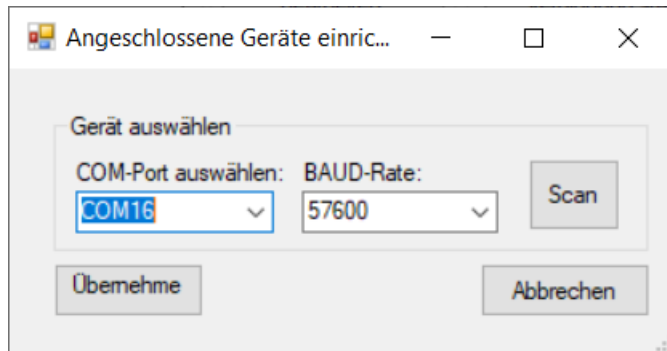 Angeschlossene Geräte einric...
Gerät auswählen
COM-Port auswählen: BAUD-Rate:
COM16 57600 Scan
Übernehme Abbrechen